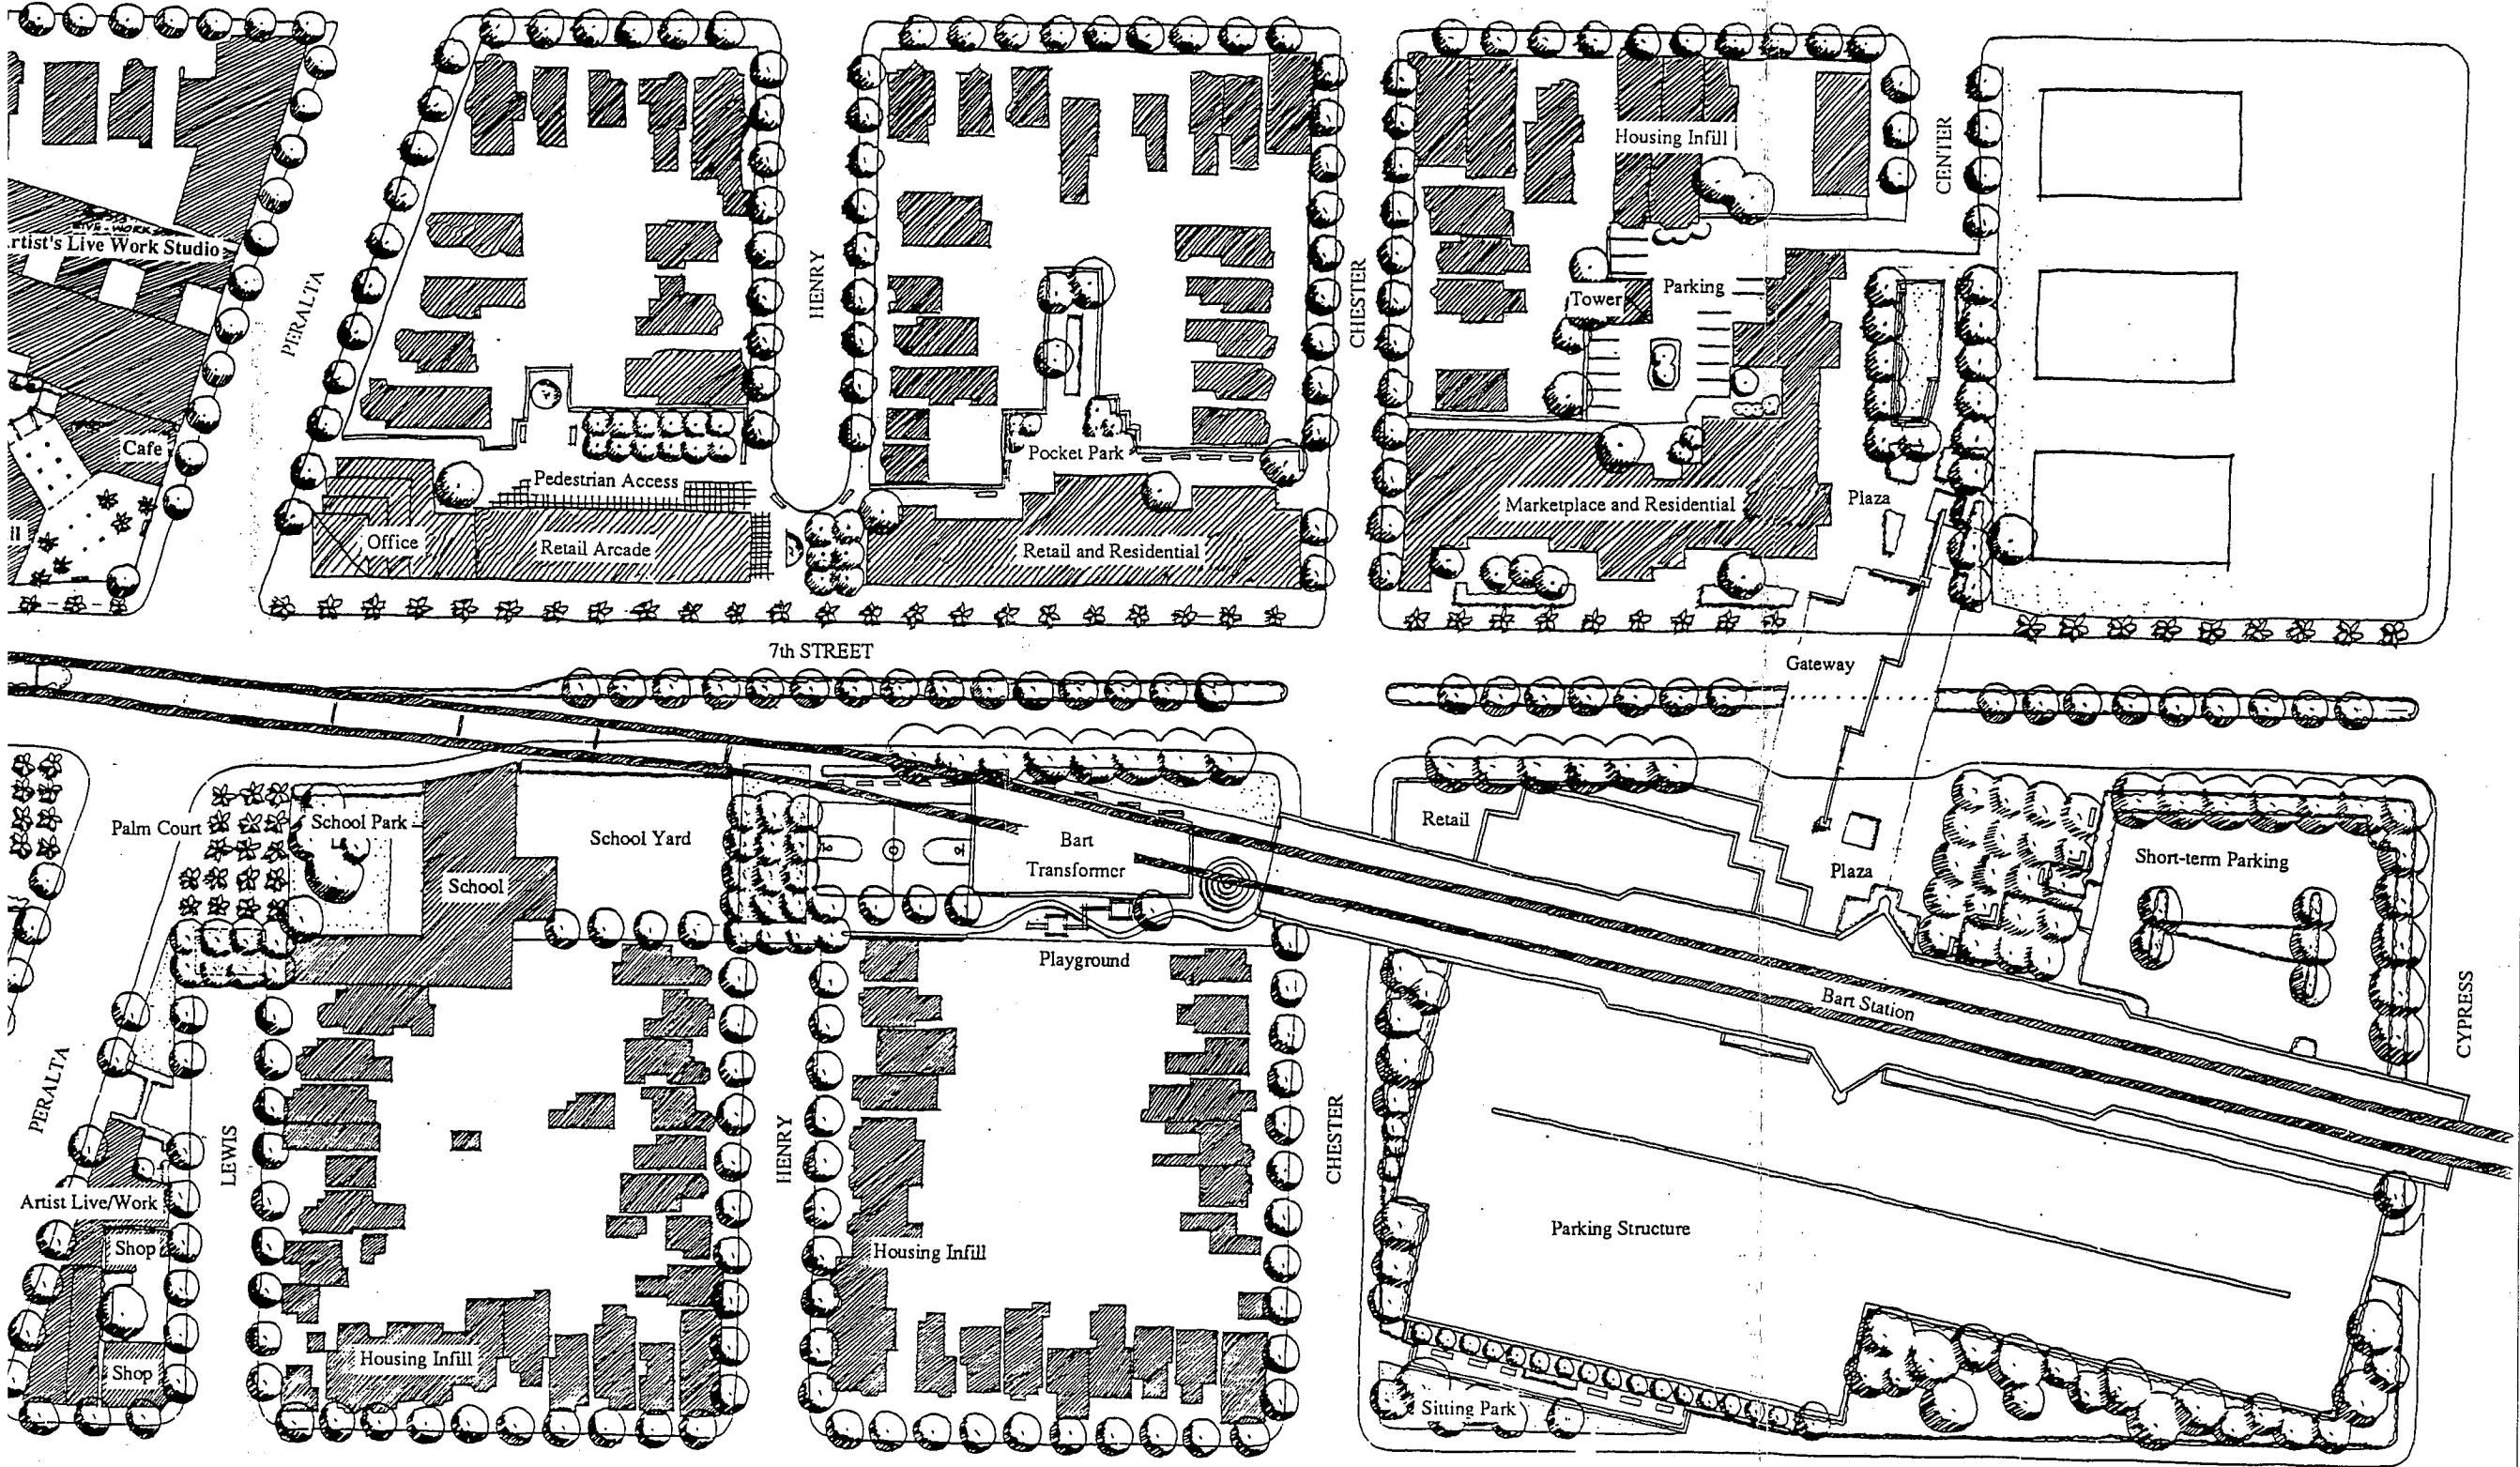 Housing Infill
CENTER
LIVE-WORK
rtist's Live Work Studio
PERALTA
HENRY
CHESTER
Tower
Parking
Cafe
Pedestrian Access
Pocket Park
Marketplace and Residential
Plaza
ll
Office
Retail Arcade
Retail and Residential
7th STREET
Gateway
Palm Court
School Park
School Yard
Bart
Transformer
Retail
Plaza
Short-term Parking
School
Playground
Bart Station
CYPRESS
PERALTA
LEWIS
HENRY
CHESTER
Artist Live/Work
Shop
Housing Infill
Parking Structure
Housing Infill
Shop
Sitting Park